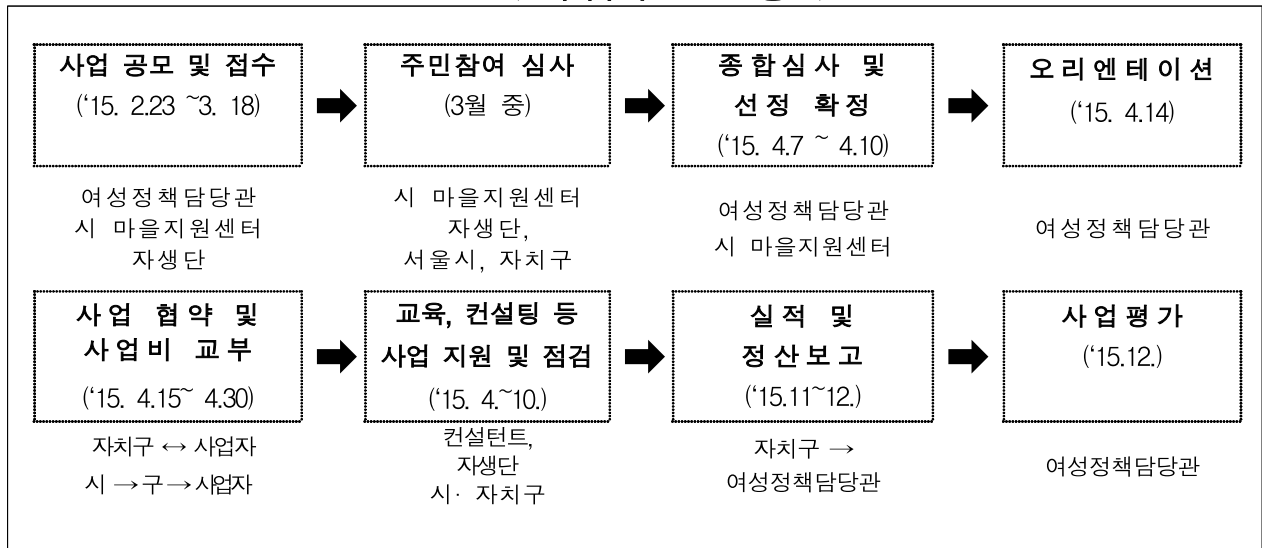 사업 공모 및 접수
(‘15. 2.23 ~3. 18)
주민참여 심사
(3월 중)
종합심사 및
선정 확정
(‘15. 4.7 ~ 4.10)
오리엔테이션
(‘15. 4.14)
여성정책담당관
시 마을지원센터
자생단
시 마을지원센터
자생단,
서울시, 자치구
여성정책담당관
시 마을지원센터
여성정책담당관
사업 협약 및
사업비 교부
(‘15. 4.15~ 4.30)
교육, 컨설팅 등
사업 지원 및 점검
(‘15. 4.~10.)
실적 및
정산보고
(‘15.11~12.)
사업평가
(‘15.12.)
자치구 ↔ 사업자
시 → 구 → 사업자
컨설턴트,
자생단
시· 자치구
자치구 →
여성정책담당관
여성정책담당관